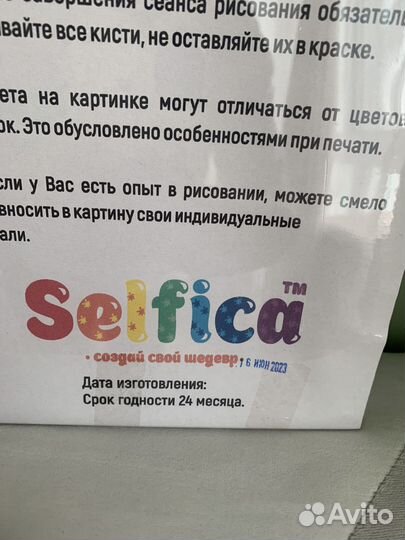 завершения сеанса рисования обязатель
вайте все кисти, не оставляйте их в краске.
ета на картинке могут отличаться от цветов
ок. Это обусловлено особенностями при печати.
сли у Вас есть опыт в рисовании, можете смело
вносить в картину свои индивидуальные
али.
Selfica TM
• создай свой шедевр.
16 ИЮН 2023
Дата изготовления:
Срок годности 24 месяца.
Avito